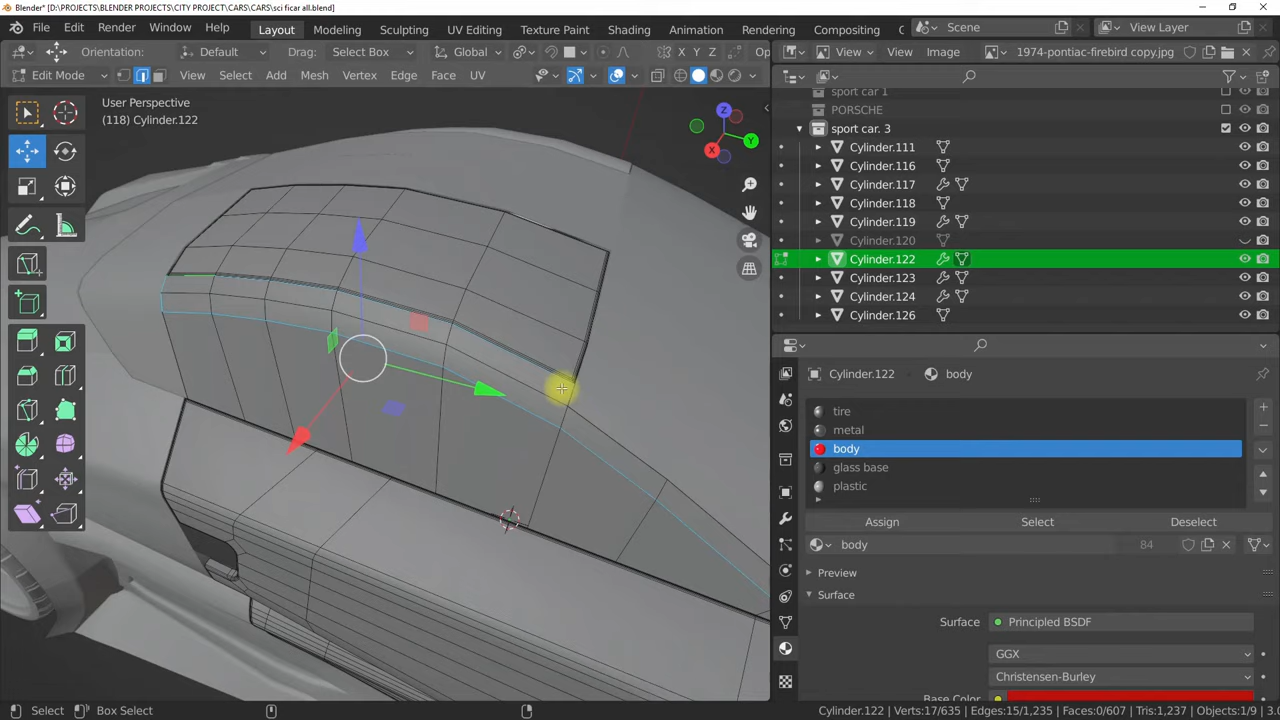 Blender* [D:\PROJECTS\BLENDER PROJECTS\CITY PROJECT\CARS\CARS\sci ficar all.blend]
File Edit Render Window Help Layout Modeling Sculpting UV Editing Texture Paint Shading Animation Rendering Compositing Scene View Layer
Orientation: Default Drag: Select Box Global X Y Z Op View View Image 1974-pontiac-firebird copy.jpg
Edit Mode View Select Add Mesh Vertex Edge Face UV
User Perspective
(118) Cylinder.122
Z
Y
X
sport car 1
PORSCHE
sport car. 3
Cylinder.111
Cylinder.116
Cylinder.117
Cylinder.118
Cylinder.119
Cylinder.120
Cylinder.122
Cylinder.123
Cylinder.124
Cylinder.126
Cylinder.122 body
tire
metal
body
glass base
plastic
Assign Select Deselect
body 84
Preview
Surface
Surface Principled BSDF
GGX
Christensen-Burley
Base Color
Select Box Select Cylinder.122 | Verts:17/635 | Edges:15/1,235 | Faces:0/607 | Tris:1,237 | Objects:1/9 | 3.0